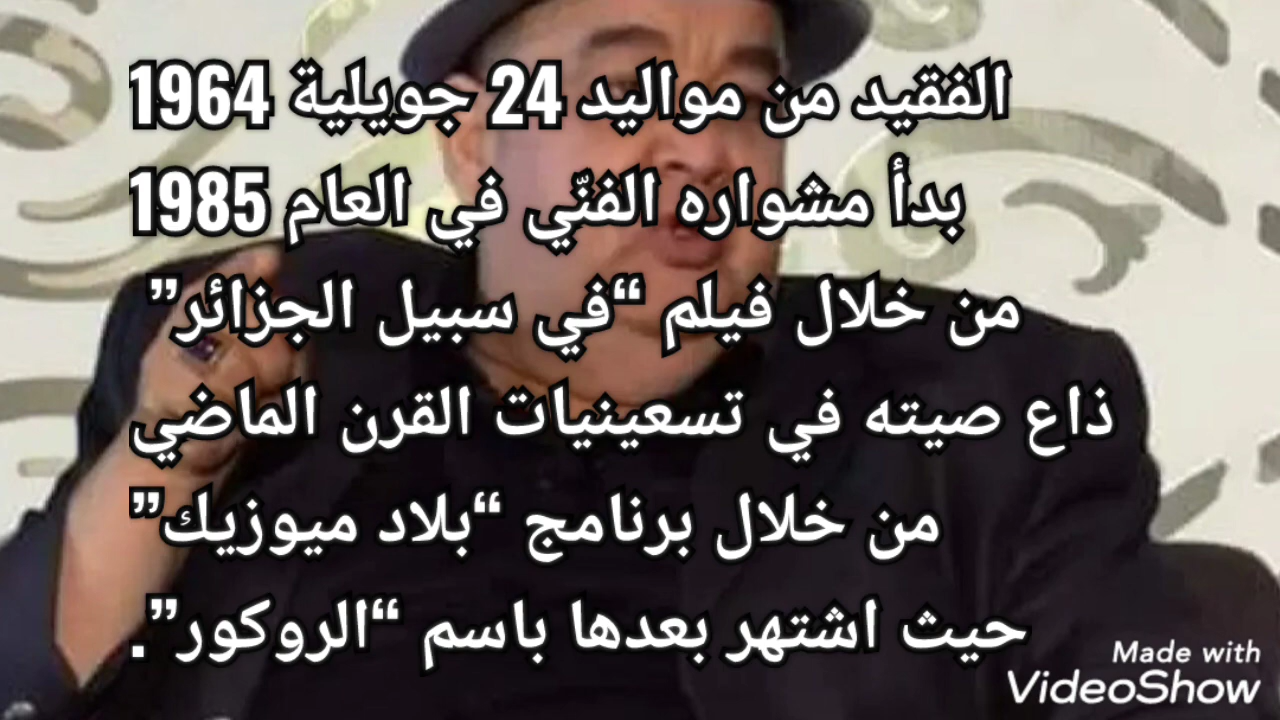 الفقيد من مواليد 24 جويلية 1964
بدأ مشواره الفنّي في العام 1985
من خلال فيلم “في سبيل الجزائر”
ذاع صيته في تسعينيات القرن الماضي
من خلال برنامج “بلاد ميوزيك”
حيث اشتهر بعدها باسم “الروكور”.
Made with
VideoShow